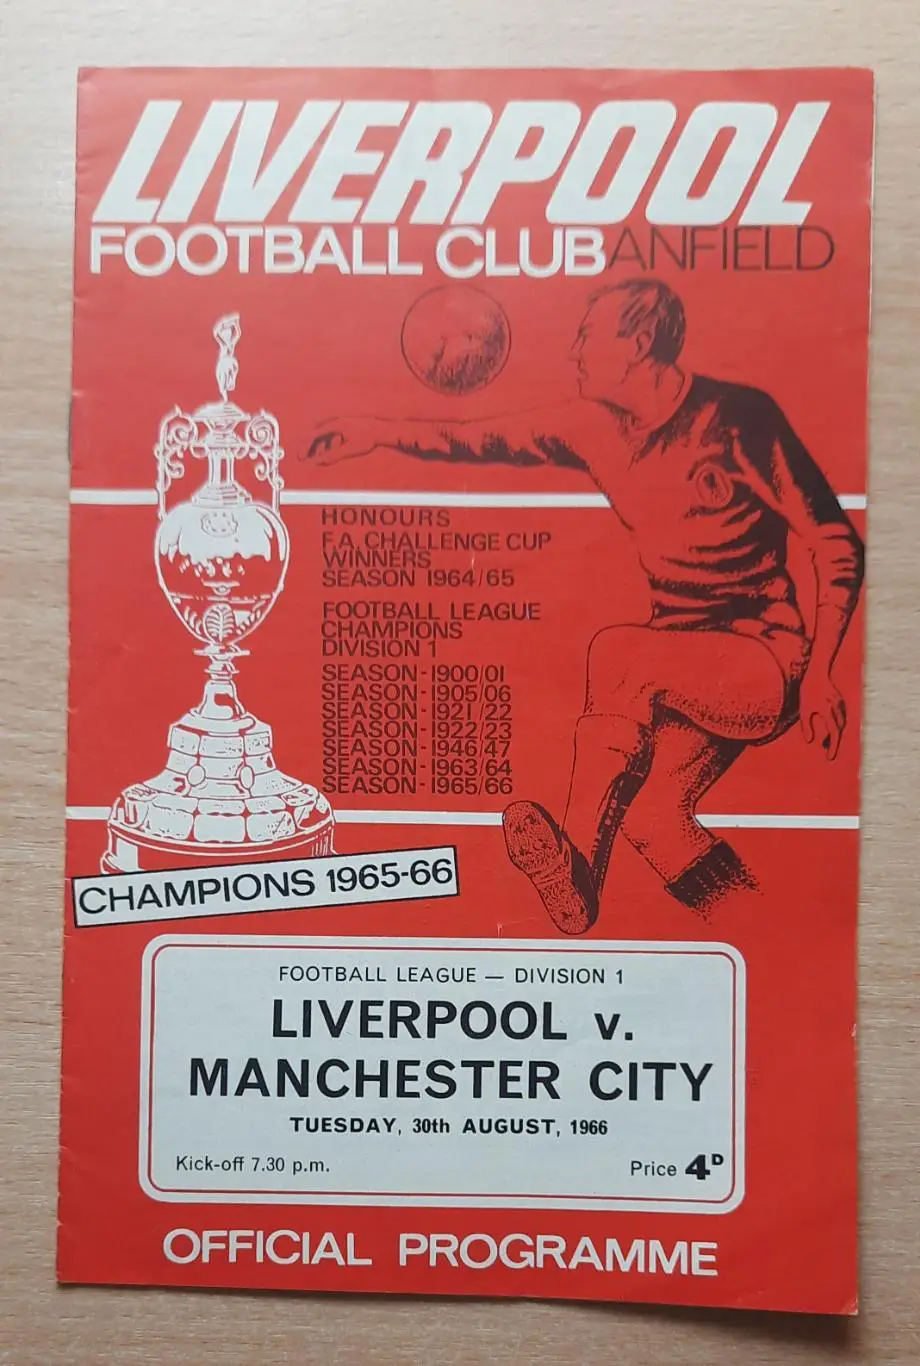 LIVERPOOL
FOOTBALL CLUB ANFIELD
HONOURS
F.A. CHALLENGE CUP
WINNERS
SEASON 1964/65
FOOTBALL LEAGUE
CHAMPIONS
DIVISION 1
SEASON-1900/01
SEASON-1905/06
SEASON-1921/22
SEASON-1922/23
SEASON-1946/47
SEASON-1963/64
SEASON-1965/66
CHAMPIONS 1965-66
FOOTBALL LEAGUE — DIVISION 1
LIVERPOOL v.
MANCHESTER CITY
TUESDAY, 30th AUGUST, 1966
Kick-off 7.30 p.m. Price 4D
OFFICIAL PROGRAMME